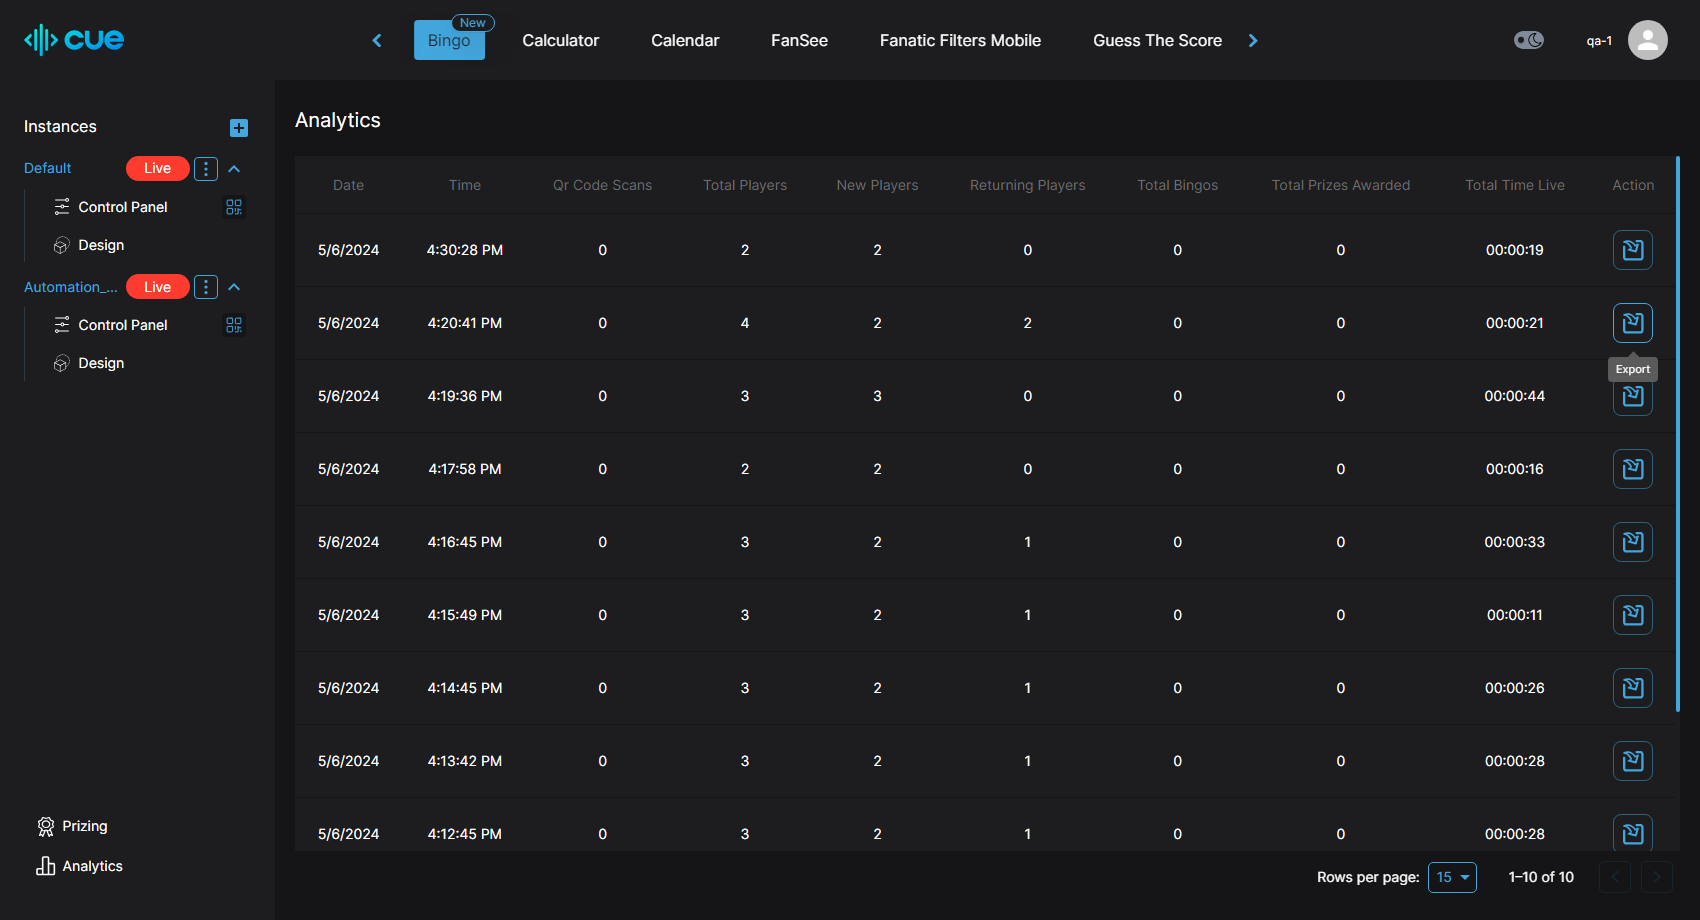 cue
New
Bingo
Calculator
Calendar
FanSee
Fanatic Filters Mobile
Guess The Score
qa-1
Instances
Default
Live
Control Panel
Design
Automation_...
Live
Control Panel
Design
Prizing
Analytics
Analytics
Date Time Qr Code Scans Total Players New Players Returning Players Total Bingos Total Prizes Awarded Total Time Live Action
5/6/2024 4:30:28 PM 0 2 2 0 0 0 00:00:19
5/6/2024 4:20:41 PM 0 4 2 2 0 0 00:00:21
Export
5/6/2024 4:19:36 PM 0 3 3 0 0 0 00:00:44
5/6/2024 4:17:58 PM 0 2 2 0 0 0 00:00:16
5/6/2024 4:16:45 PM 0 3 2 1 0 0 00:00:33
5/6/2024 4:15:49 PM 0 3 2 1 0 0 00:00:11
5/6/2024 4:14:45 PM 0 3 2 1 0 0 00:00:26
5/6/2024 4:13:42 PM 0 3 2 1 0 0 00:00:28
5/6/2024 4:12:45 PM 0 3 2 1 0 0 00:00:28
Rows per page: 15 1–10 of 10